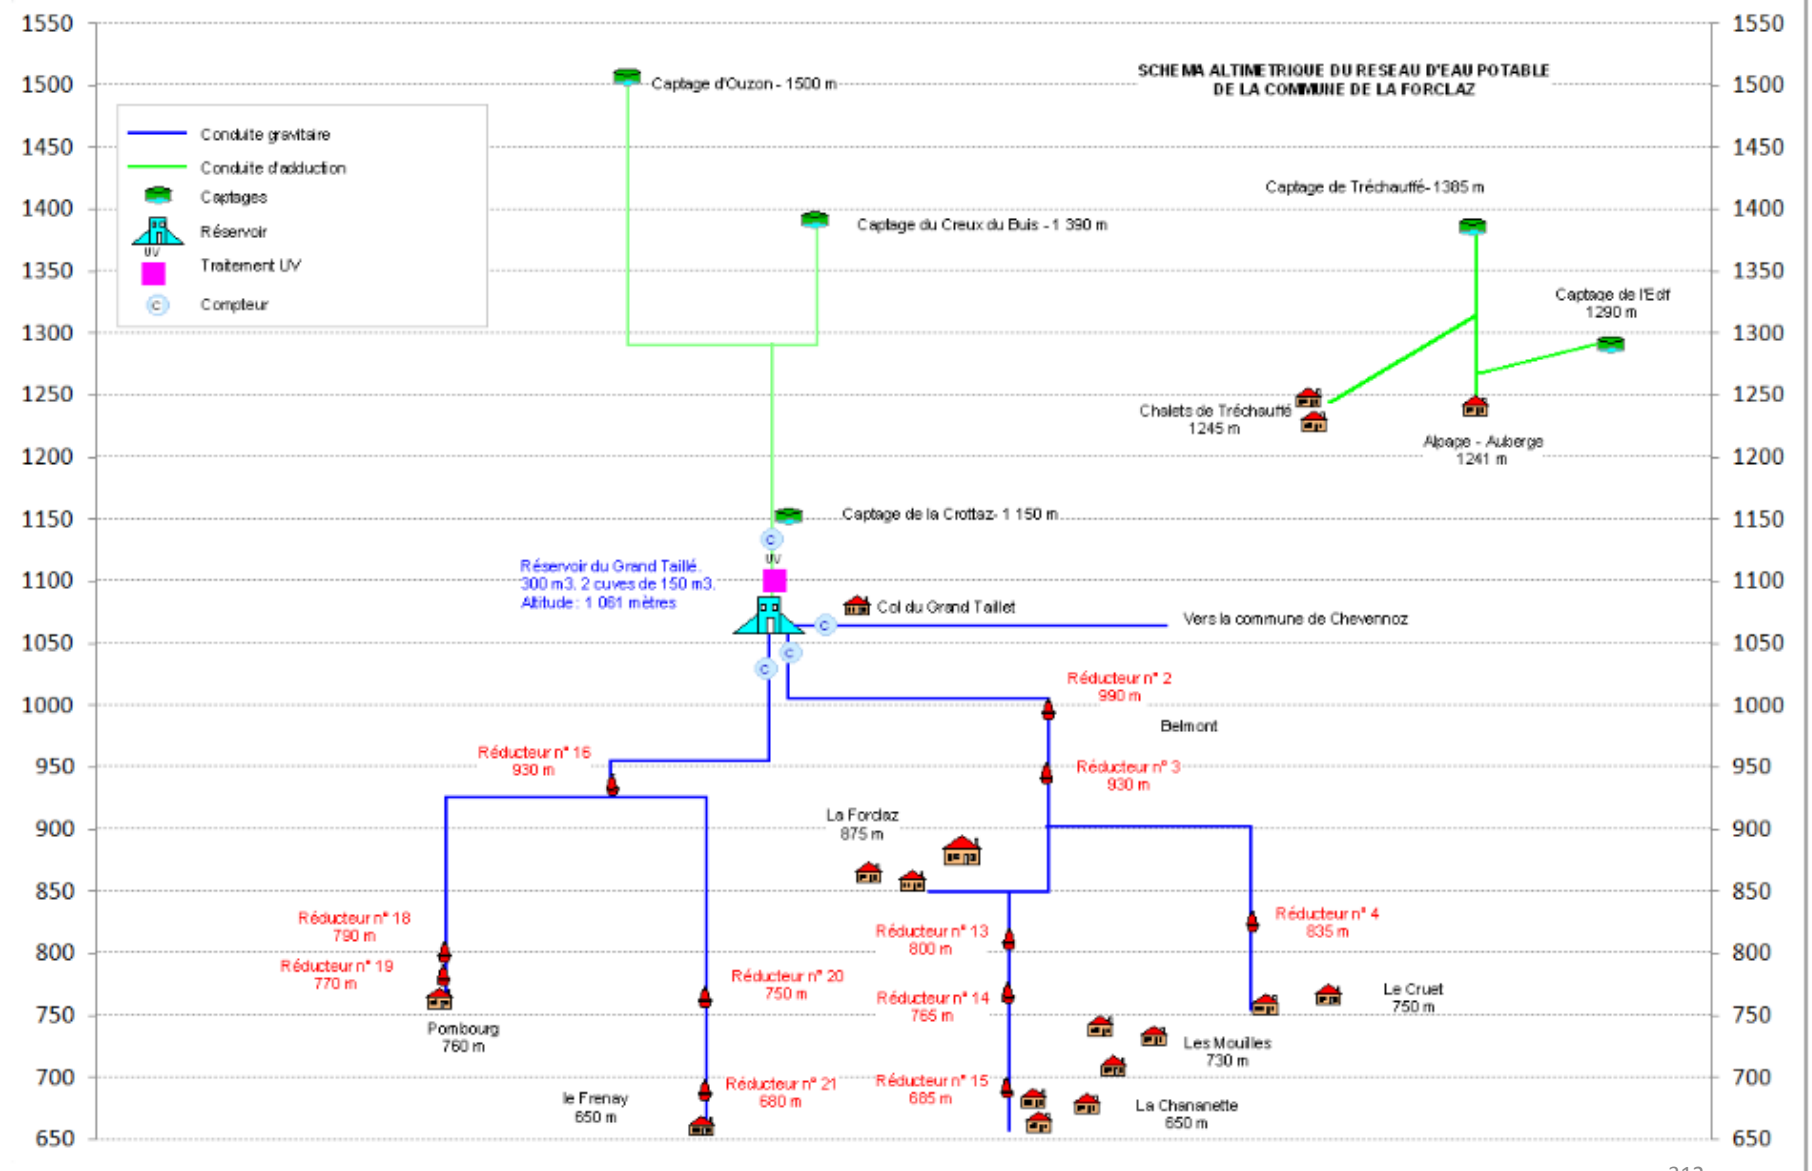 SCHEMA ALTIMETRIQUE DU RESEAU D'EAU POTABLE
DE LA COMMUNE DE LA FORCLAZ
1550
1500
1450
1400
1350
1300
1250
1200
1150
1100
1050
1000
950
900
850
800
750
700
650
Conduite gravitaire
Conduite d'adduction
Captages
Réservoir
UV
Traitement UV
C
Compteur
Captage d'Ouzon - 1500 m
Captage du Creux du Buis - 1 390 m
Captage de Tréchauffé- 1385 m
Captage de l'Edf
1290 m
Chalets de Tréchauffé
1245 m
Alpage - Auberge
1241 m
Captage de la Crottaz- 1 150 m
C
UV
Réservoir du Grand Taillé.
300 m3. 2 cuves de 150 m3.
Altitude : 1 061 mètres
Col du Grand Taillet
C
Vers la commune de Chevennoz
C
C
Réducteur n° 2
990 m
Belmont
Réducteur n° 16
930 m
Réducteur n° 3
930 m
La Forclaz
875 m
Réducteur n° 18
790 m
Réducteur n° 19
770 m
Pombourg
760 m
Réducteur n° 20
750 m
Réducteur n° 21
680 m
le Frenay
650 m
Réducteur n° 13
800 m
Réducteur n° 14
765 m
Réducteur n° 15
685 m
Réducteur n° 4
835 m
Le Cruet
750 m
Les Mouilles
730 m
La Chananette
650 m
1550
1500
1450
1400
1350
1300
1250
1200
1150
1100
1050
1000
950
900
850
800
750
700
650